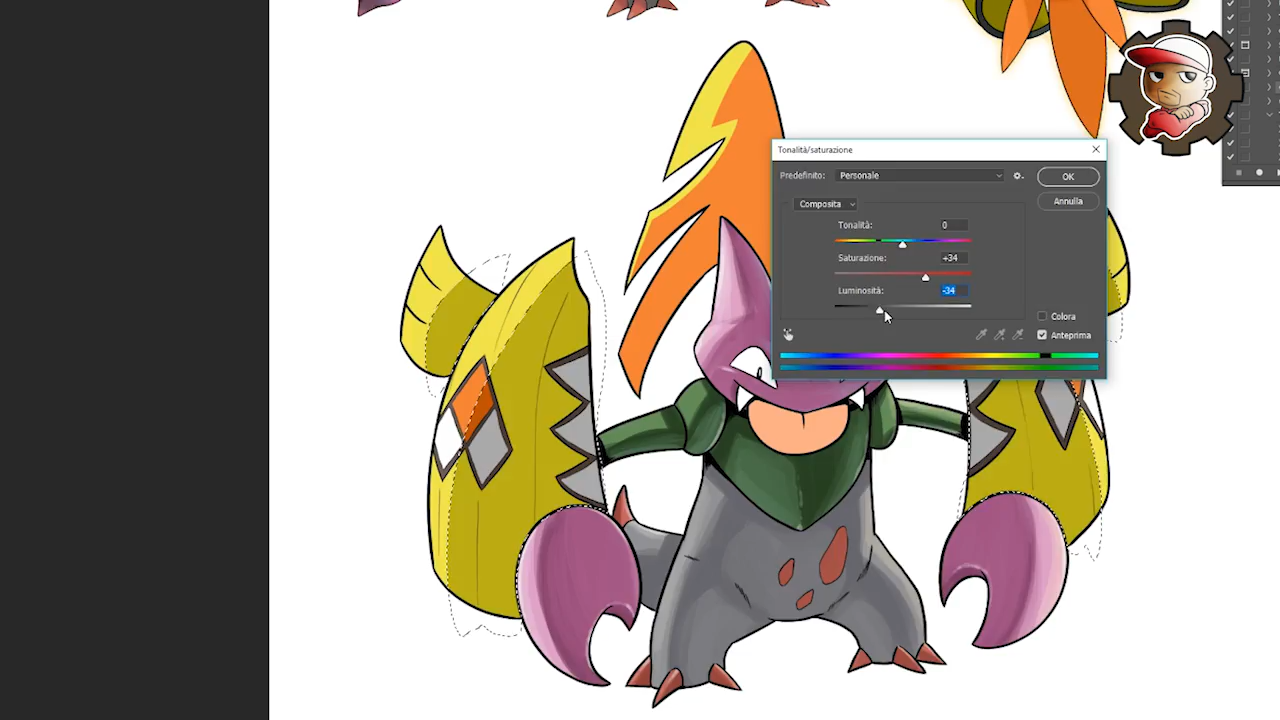 Tonalità/saturazione
Predefinito: Personale
OK
Composita
Annulla
Tonalità: 0
Saturazione: +34
Luminosità: -34
Colora
Anteprima